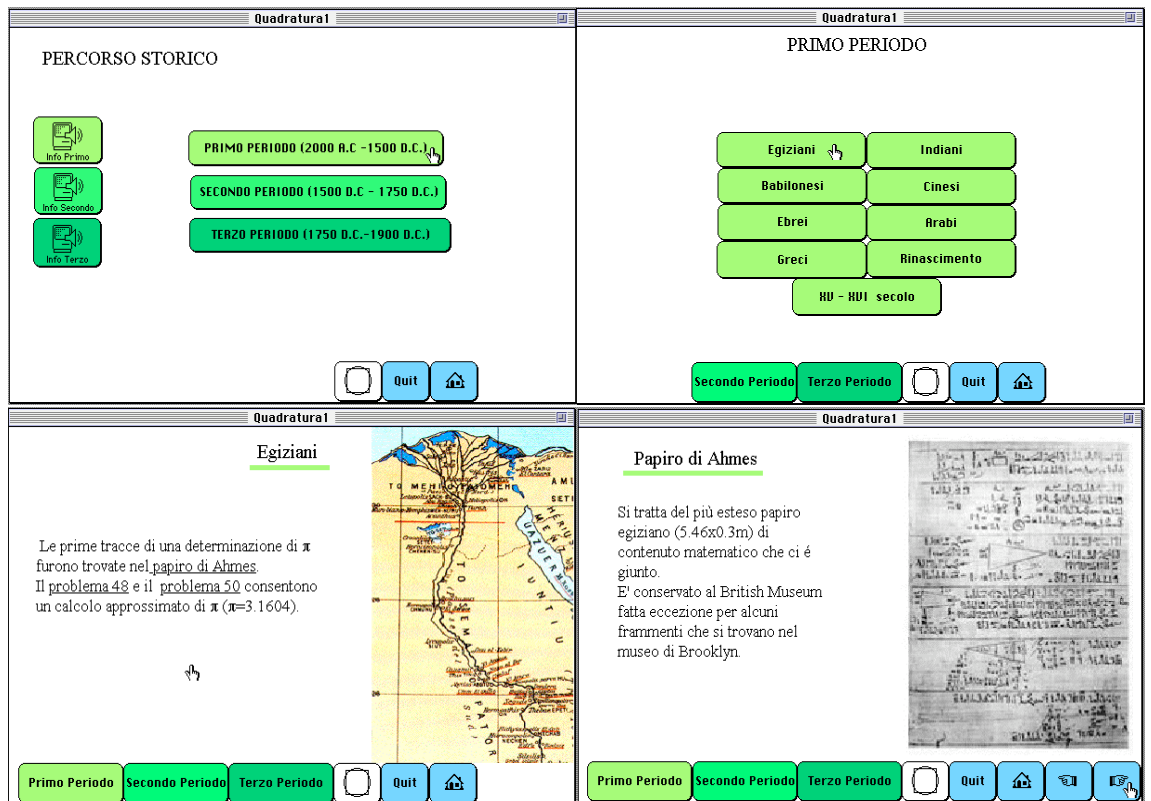 Quadratura1
PERCORSO STORICO
Info Primo
PRIMO PERIODO (2000 A.C -1500 D.C.)
Info Secondo
SECONDO PERIODO (1500 D.C - 1750 D.C.)
Info Terzo
TERZO PERIODO (1750 D.C.-1900 D.C.)
Quit
Quadratura1
PRIMO PERIODO
Egiziani
Indiani
Babilonesi
Cinesi
Ebrei
Arabi
Greci
Rinascimento
XV - XVI secolo
Secondo Periodo
Terzo Periodo
Quit
Quadratura1
Egiziani
Le prime tracce di una determinazione di π
furono trovate nel papiro di Ahmes.
Il problema 48 e il problema 50 consentono
un calcolo approssimato di π (π=3.1604).
Primo Periodo
Secondo Periodo
Terzo Periodo
Quit
Quadratura1
Papiro di Ahmes
Si tratta del più esteso papiro
egiziano (5.46x0.3m) di
contenuto matematico che ci é
giunto.
E' conservato al British Museum
fatta eccezione per alcuni
frammenti che si trovano nel
museo di Brooklyn.
Primo Periodo
Secondo Periodo
Terzo Periodo
Quit